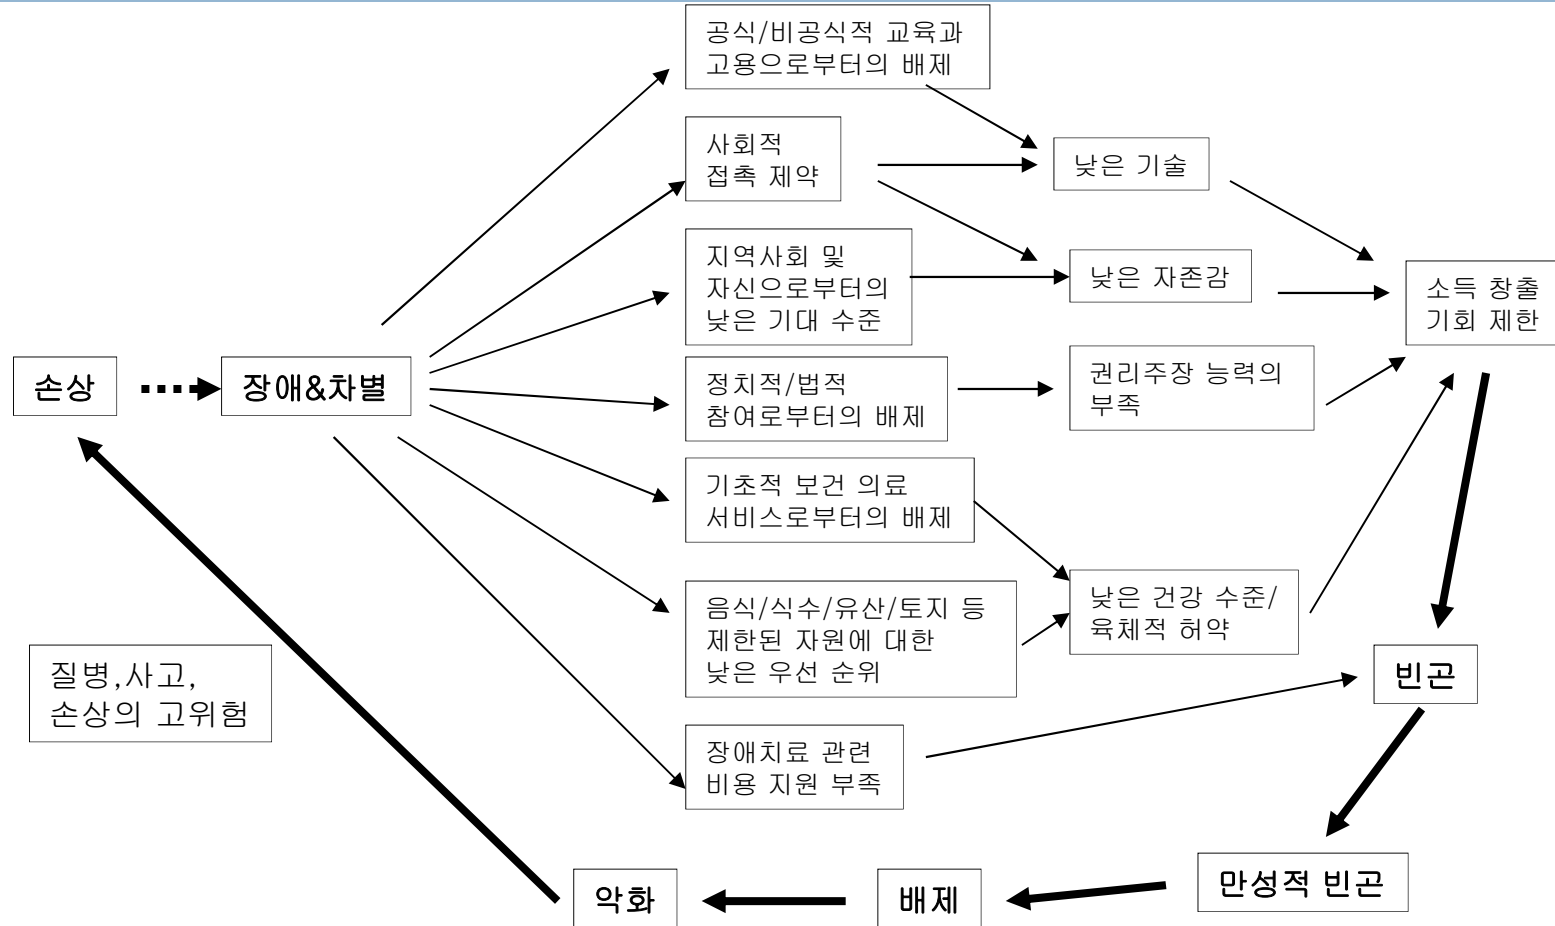 공식/비공식적 교육과
고용으로부터의 배제
사회적
접촉 제약
낮은 기술
지역사회 및
자신으로부터의
낮은 기대 수준
낮은 자존감
소득 창출
기회 제한
손상
장애&차별
정치적/법적
참여로부터의 배제
권리주장 능력의
부족
기초적 보건 의료
서비스로부터의 배제
음식/식수/유산/토지 등
제한된 자원에 대한
낮은 우선 순위
낮은 건강 수준/
육체적 허약
질병,사고,
손상의 고위험
빈곤
장애치료 관련
비용 지원 부족
만성적 빈곤
배제
악화